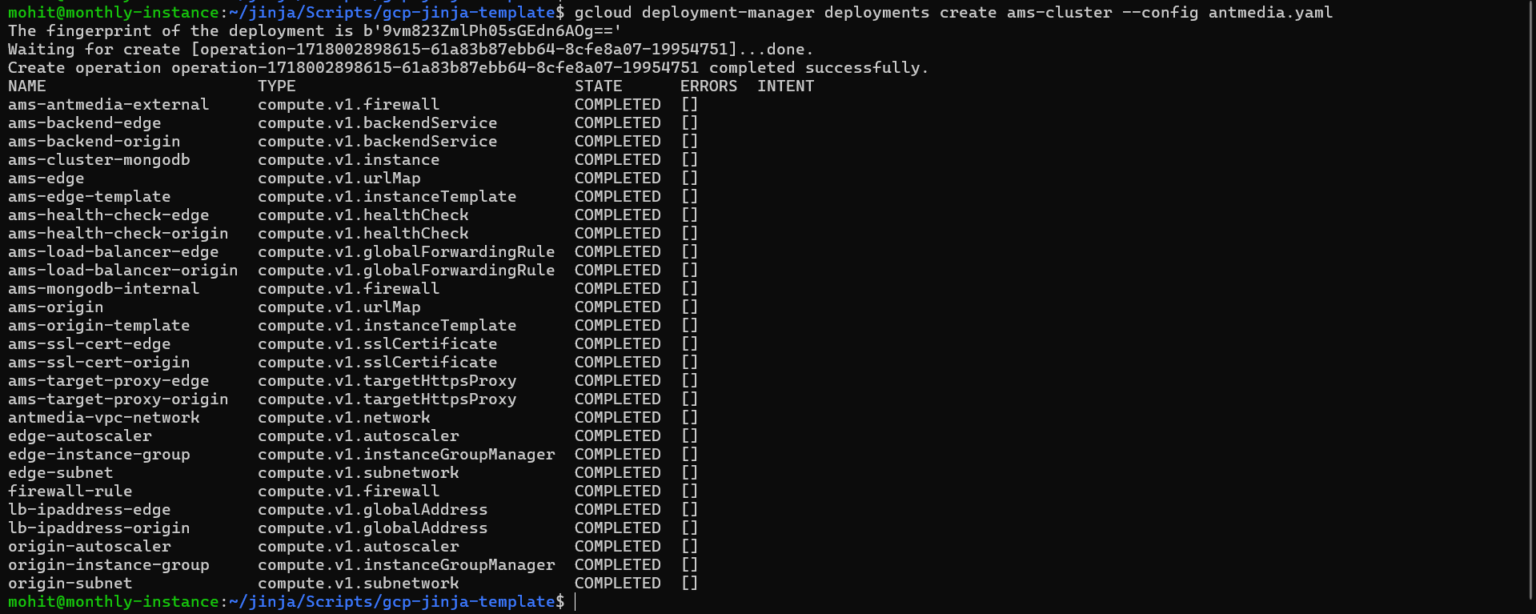 mohit@monthly-instance:~/jinja/Scripts/gcp-jinja-template$ gcloud deployment-manager deployments create ams-cluster --config antmedia.yaml
The fingerprint of the deployment is b'9vm823ZmlPh05sGEdn6AOg=='
Waiting for create [operation-1718002898615-61a83b87ebb64-8cfe8a07-19954751]...done.
Create operation operation-1718002898615-61a83b87ebb64-8cfe8a07-19954751 completed successfully.
NAME TYPE STATE ERRORS INTENT
ams-antmedia-external compute.v1.firewall COMPLETED []
ams-backend-edge compute.v1.backendService COMPLETED []
ams-backend-origin compute.v1.backendService COMPLETED []
ams-cluster-mongodb compute.v1.instance COMPLETED []
ams-edge compute.v1.urlMap COMPLETED []
ams-edge-template compute.v1.instanceTemplate COMPLETED []
ams-health-check-edge compute.v1.healthCheck COMPLETED []
ams-health-check-origin compute.v1.healthCheck COMPLETED []
ams-load-balancer-edge compute.v1.globalForwardingRule COMPLETED []
ams-load-balancer-origin compute.v1.globalForwardingRule COMPLETED []
ams-mongodb-internal compute.v1.firewall COMPLETED []
ams-origin compute.v1.urlMap COMPLETED []
ams-origin-template compute.v1.instanceTemplate COMPLETED []
ams-ssl-cert-edge compute.v1.sslCertificate COMPLETED []
ams-ssl-cert-origin compute.v1.sslCertificate COMPLETED []
ams-target-proxy-edge compute.v1.targetHttpsProxy COMPLETED []
ams-target-proxy-origin compute.v1.targetHttpsProxy COMPLETED []
antmedia-vpc-network compute.v1.network COMPLETED []
edge-autoscaler compute.v1.autoscaler COMPLETED []
edge-instance-group compute.v1.instanceGroupManager COMPLETED []
edge-subnet compute.v1.subnetwork COMPLETED []
firewall-rule compute.v1.firewall COMPLETED []
lb-ipaddress-edge compute.v1.globalAddress COMPLETED []
lb-ipaddress-origin compute.v1.globalAddress COMPLETED []
origin-autoscaler compute.v1.autoscaler COMPLETED []
origin-instance-group compute.v1.instanceGroupManager COMPLETED []
origin-subnet compute.v1.subnetwork COMPLETED []
mohit@monthly-instance:~/jinja/Scripts/gcp-jinja-template$